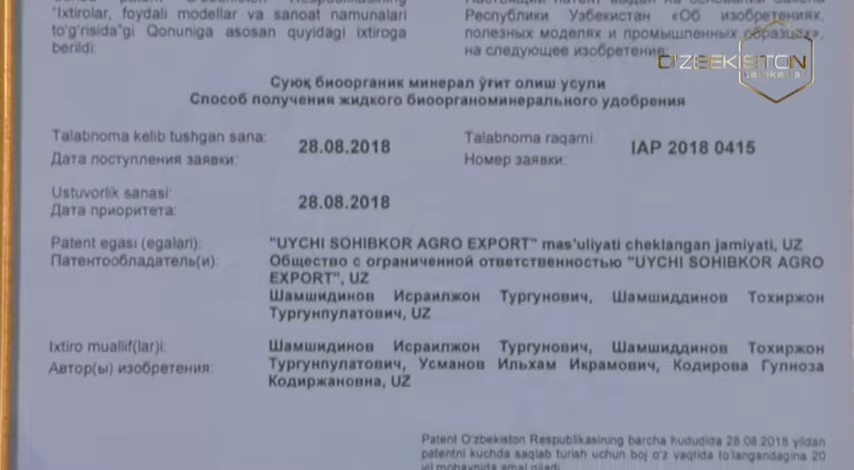 "Ixtirolar, foydali modellar va sanoat namunalari
to'g'risida"gi Qonuniga asosan quyidagi ixtiroga
berildi:
Республики Узбекистан «Об изобретениях,
полезных моделях и промышленных образцах»,
на следующее изобретение:
O'ZBEKISTON
Суюқ биоорганик минерал ўғит олиш усули
Способ получения жидкого биоорганоминерального удобрения
Talabnoma kelib tushgan sana:
Дата поступления заявки:
28.08.2018
Talabnoma raqami
Номер заявки:
IAP 2018 0415
Ustuvorlik sanasi:
Дата приоритета:
28.08.2018
Patent egasi (egalari):
Патентообладатель(и):
"UYCHI SOHIBKOR AGRO EXPORT" mas'uliyati cheklangan jamiyati, UZ
Общество с ограниченной ответственностью "UYCHI SOHIBKOR AGRO
EXPORT", UZ
Шамшидинов Исраилжон Тургунович, Шамшиддинов Тохиржон
Тургунпулатович, UZ
Ixtiro muallif(lar)i:
Автор(ы) изобретения:
Шамшидинов Исраилжон Тургунович, Шамшиддинов Тохиржон
Тургунпулатович, Усманов Ильхам Икрамович, Кодирова Гулноза
Кодиржановна, UZ
Patent O'zbekiston Respublikasining barcha hududida 28.08.2018 yildan
patentni kuchda saqlab turish uchun boj o'z vaqtida to'langandagina 20